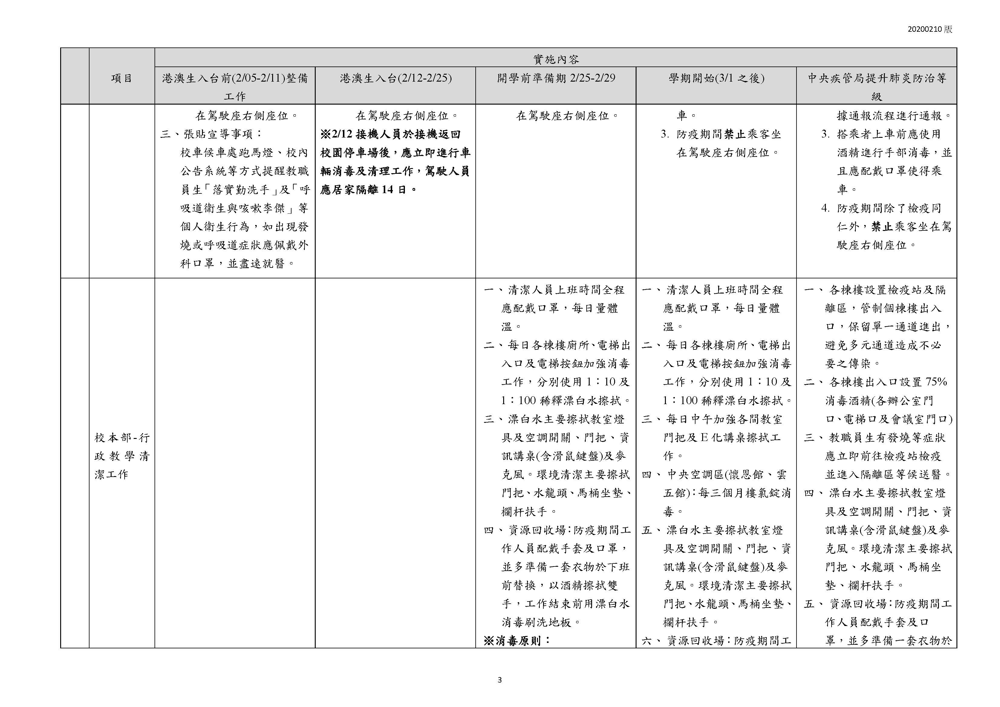 20200210 版
項目
實施內容
港澳生入台前(2/05-2/11)整備
工作
港澳生入台(2/12-2/25)
開學前準備期 2/25-2/29
學期開始(3/1 之後)
中央疾管局提升肺炎防治等
級
在駕駛座右側座位。
三、張貼宣導事項：
校車候車處跑馬燈、校內
公告系統等方式提醒教職
員生「落實勤洗手」及「呼
吸道衛生與咳嗽李傑」等
個人衛生行為，如出現發
燒或呼吸道症狀應佩戴外
科口罩，並盡速就醫。
在駕駛座右側座位。
※2/12 接機人員於接機返回
校園停車場後，應立即進行車
輛消毒及清理工作，駕駛人員
應居家隔離 14 日。
在駕駛座右側座位。
車。
3. 防疫期間禁止乘客坐
在駕駛座右側座位。
據通報流程進行通報。
3. 搭乘者上車前應使用
酒精進行手部消毒，並
且應配戴口罩使得乘
車。
4. 防疫期間除了檢疫同
仁外，禁止乘客坐在駕
駛座右側座位。
校本部-行
政教學清
潔工作
一、清潔人員上班時間全程
應配戴口罩，每日量體
溫。
二、每日各棟樓廁所、電梯出
入口及電梯按鈕加強消毒
工作，分別使用 1：10 及
1：100 稀釋漂白水擦拭。
三、漂白水主要擦拭教室燈
具及空調開關、門把、資
訊講桌(含滑鼠鍵盤)及麥
克風。環境清潔主要擦拭
門把、水龍頭、馬桶坐墊、
欄杆扶手。
四、資源回收場：防疫期間工
作人員配戴手套及口罩，
並多準備一套衣物於下班
前替換，以酒精擦拭雙
手，工作結束前用漂白水
消毒刷洗地板。
※消毒原則：
一、清潔人員上班時間全程
應配戴口罩，每日量體
溫。
二、每日各棟樓廁所、電梯出
入口及電梯按鈕加強消毒
工作，分別使用 1：10 及
1：100 稀釋漂白水擦拭。
三、每日中午加強各間教室
門把及 E 化講桌擦拭工
作。
四、中央空調區(懷恩館、雲
五館)：每三個月樓氯錠消
毒。
五、漂白水主要擦拭教室燈
具及空調開關、門把、資
訊講桌(含滑鼠鍵盤)及麥
克風。環境清潔主要擦拭
門把、水龍頭、馬桶坐墊、
欄杆扶手。
六、資源回收場：防疫期間工
一、各棟樓設置檢疫站及隔
離區，管制個棟樓出入
口，保留單一通道進出，
避免多元通道造成不必
要之傳染。
二、各棟樓出入口設置 75%
消毒酒精(各辦公室門
口、電梯口及會議室門口)
三、教職員生有發燒等症狀
應立即前往檢疫站檢疫
並進入隔離區等候送醫。
四、漂白水主要擦拭教室燈
具及空調開關、門把、資
訊講桌(含滑鼠鍵盤)及麥
克風。環境清潔主要擦拭
門把、水龍頭、馬桶坐
墊、欄杆扶手。
五、資源回收場：防疫期間工
作人員配戴手套及口
罩，並多準備一套衣物於
3